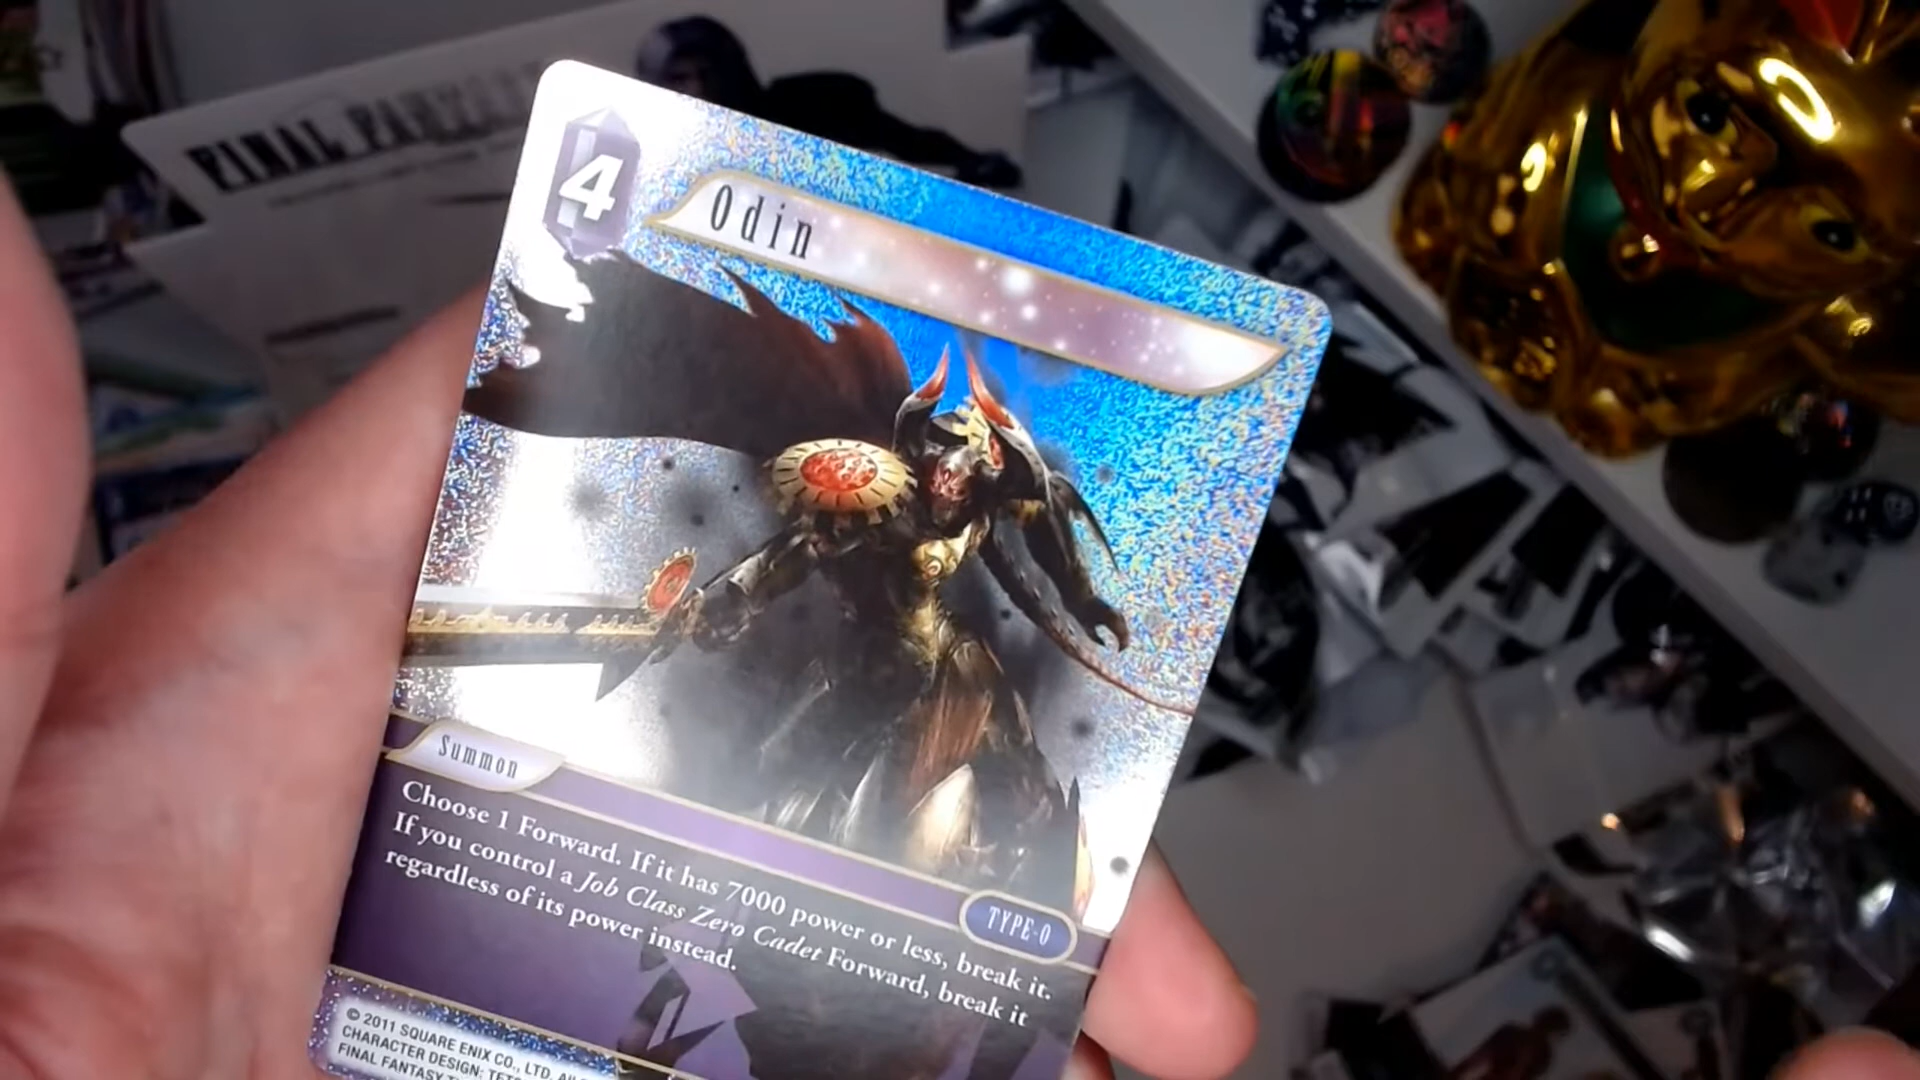 FINAL FANTASY
4
Odin
Summon
Choose 1 Forward. If it has 7000 power or less, break it.
If you control a Job Class Zero Cadet Forward, break it
regardless of its power instead.
TYPE-0
© 2011 SQUARE ENIX CO., LTD.
CHARACTER DESIGN:
FINAL FANTASY